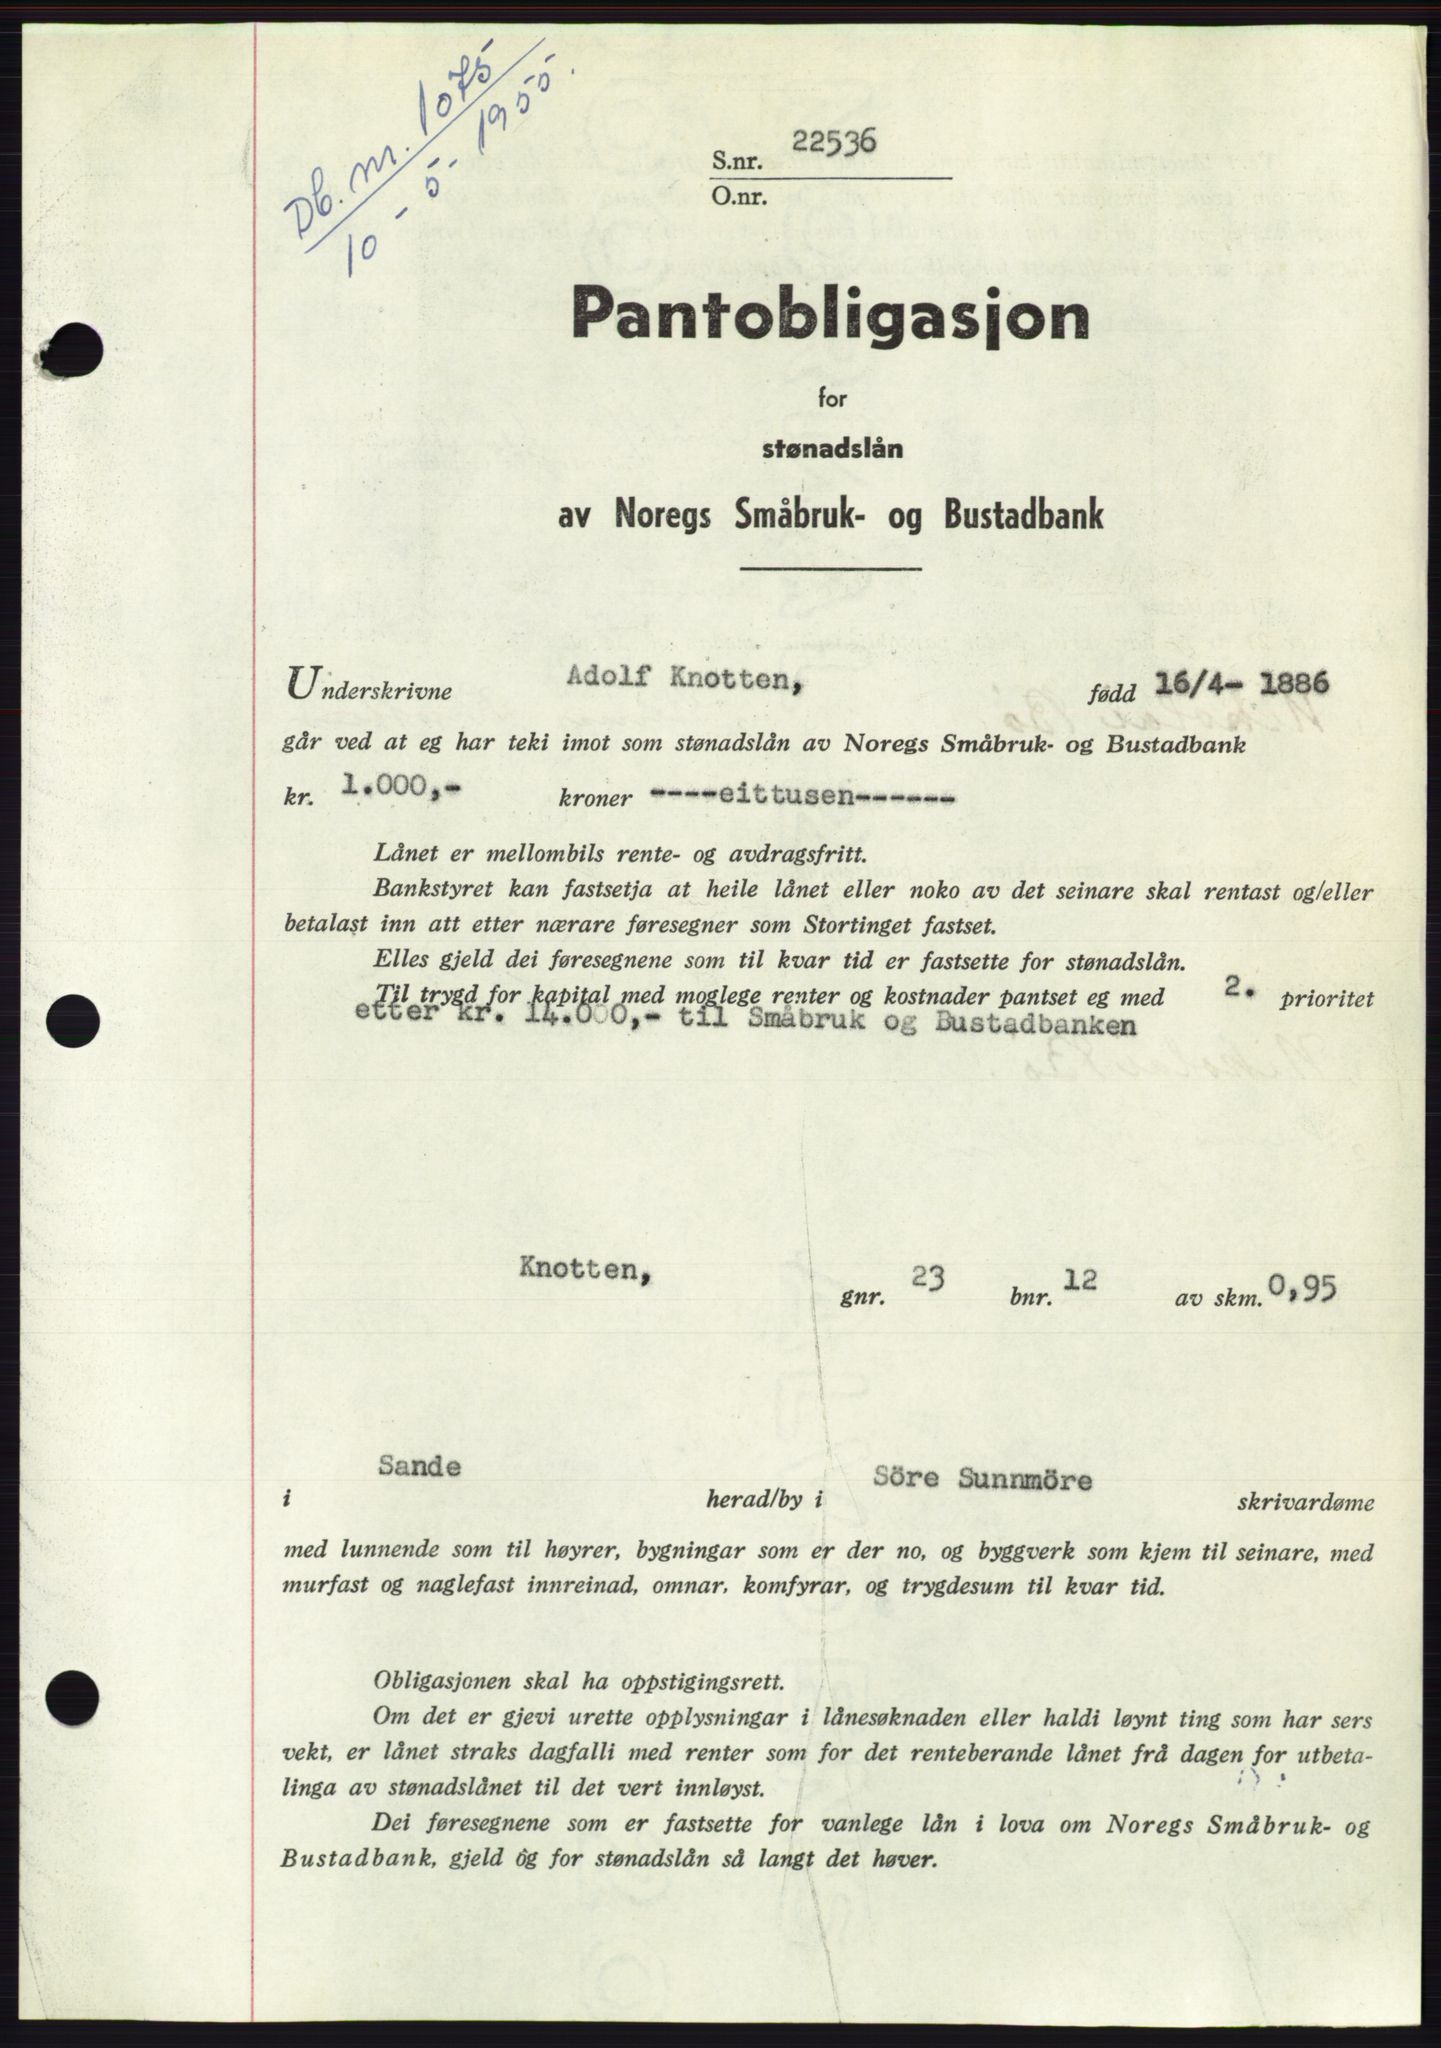 Db. nr. 1075
10 - 5 - 1955.
S.nr. 22536
O.nr.
Pantobligasjon
for
stønadslån
av Noregs Småbruk- og Bustadbank
Underskrivne Adolf Knotten, fødd 16/4- 1886
går ved at eg har teki imot som stønadslån av Noregs Småbruk- og Bustadbank
kr. 1.000,- kroner ----eittusen------
Lånet er mellombils rente- og avdragsfritt.
Bankstyret kan fastsetja at heile lånet eller noko av det seinare skal rentast og/eller
betalast inn att etter nærare føresegner som Stortinget fastset.
Elles gjeld dei føresegnene som til kvar tid er fastsette for stønadslån.
Til trygd for kapital med moglege renter og kostnader pantset eg med 2. prioritet
etter kr. 14.000,- til Småbruk og Bustadbanken
Knotten, gnr. 23 bnr. 12 av skm. 0,95
i Sande herad/by i Söre Sunnmöre skrivardøme
med lunnende som til høyrer, bygningar som er der no, og byggverk som kjem til seinare, med
murfast og naglefast innreinad, omnar, komfyrar, og trygdesum til kvar tid.
Obligasjonen skal ha oppstigingsrett.
Om det er gjevi urette opplysningar i lånesøknaden eller haldi løynt ting som har sers
vekt, er lånet straks dagfalli med renter som for det renteberande lånet frå dagen for utbeta-
linga av stønadslånet til det vert innløyst.
Dei føresegnene som er fastsette for vanlege lån i lova om Noregs Småbruk- og
Bustadbank, gjeld òg for stønadslån så langt det høver.